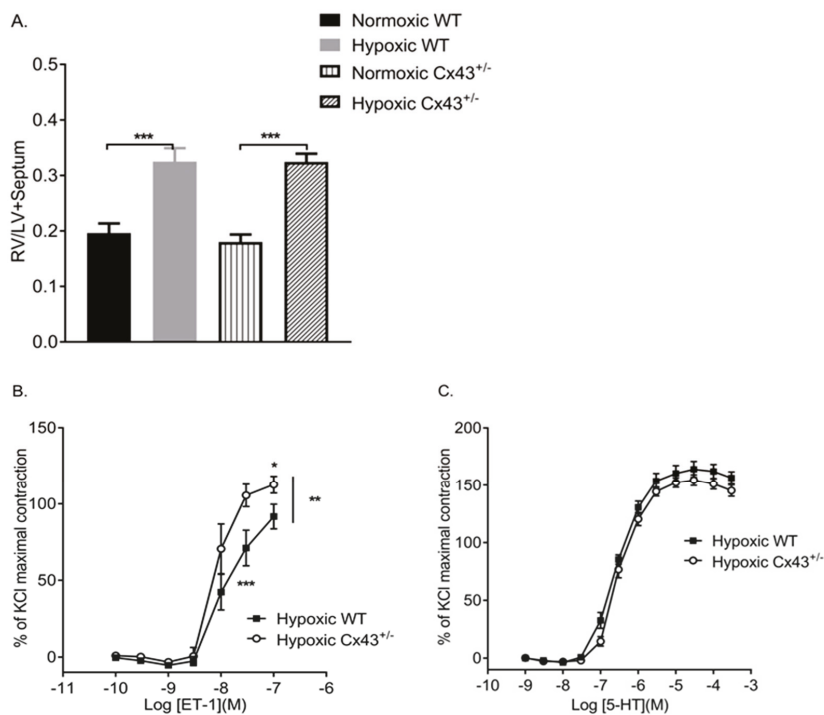 A.
Normoxic WT
Hypoxic WT
Normoxic Cx43+/-
Hypoxic Cx43+/-
0.5
0.4
0.3
0.2
0.1
0.0
RV/LV+Septum
***
***
B.
150
100
50
0
% of KCl maximal contraction
*
**
***
Hypoxic WT
Hypoxic Cx43+/-
-11 -10 -9 -8 -7 -6
Log [ET-1](M)
C.
200
150
100
50
0
% of KCl maximal contraction
Hypoxic WT
Hypoxic Cx43+/-
-10 -9 -8 -7 -6 -5 -4 -3
Log [5-HT](M)